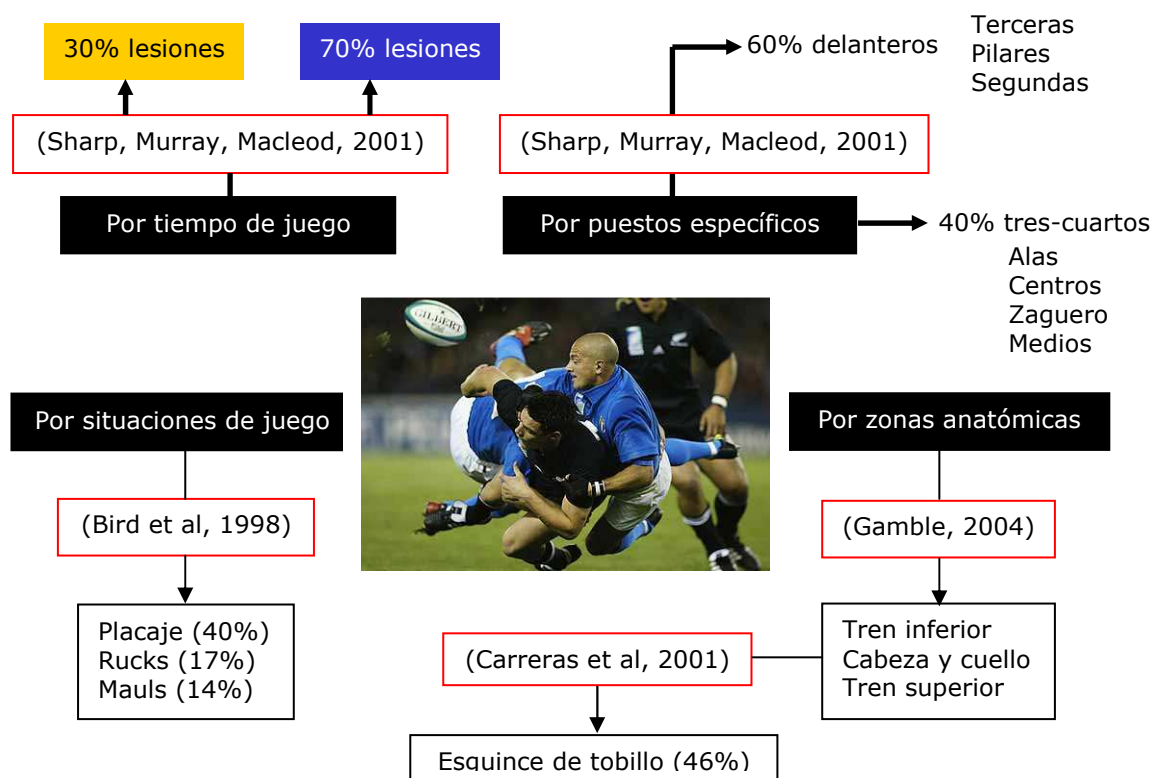 30% lesiones
70% lesiones
(Sharp, Murray, Macleod, 2001)
Por tiempo de juego
60% delanteros
Terceras
Pilares
Segundas
(Sharp, Murray, Macleod, 2001)
Por puestos específicos
40% tres-cuartos
Alas
Centros
Zaguero
Medios
GILBERT
Por situaciones de juego
(Bird et al, 1998)
Placaje (40%)
Rucks (17%)
Mauls (14%)
Por zonas anatómicas
(Gamble, 2004)
Tren inferior
Cabeza y cuello
Tren superior
(Carreras et al, 2001)
Esguince de tobillo (46%)